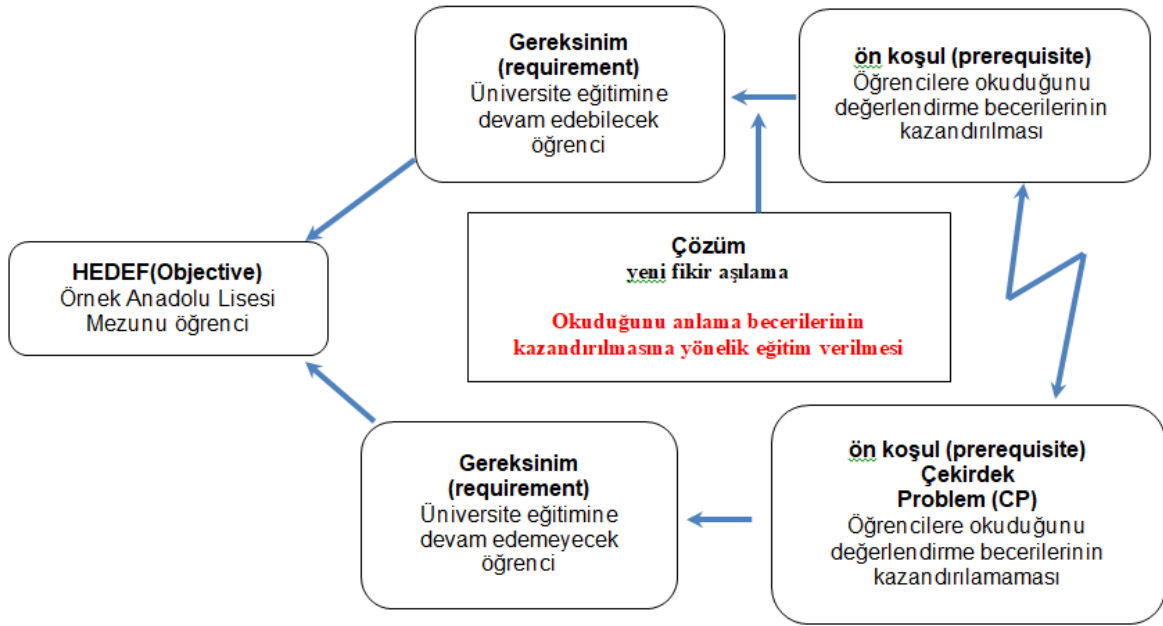 Gereksinim
(requirement)
Üniversite eğitimine
devam edebilecek
öğrenci
ön koşul (prerequisite)
Öğrencilere okuduğunu
değerlendirme becerilerinin
kazandırılması
HEDEF(Objective)
Örnek Anadolu Lisesi
Mezunu öğrenci
Çözüm
yeni fikir aşılama
Okuduğunu anlama becerilerinin
kazandırılmasına yönelik eğitim verilmesi
Gereksinim
(requirement)
Üniversite eğitimine
devam edemeyecek
öğrenci
ön koşul (prerequisite)
Çekirdek
Problem (CP)
Öğrencilere okuduğunu
değerlendirme becerilerinin
kazandırılamaması